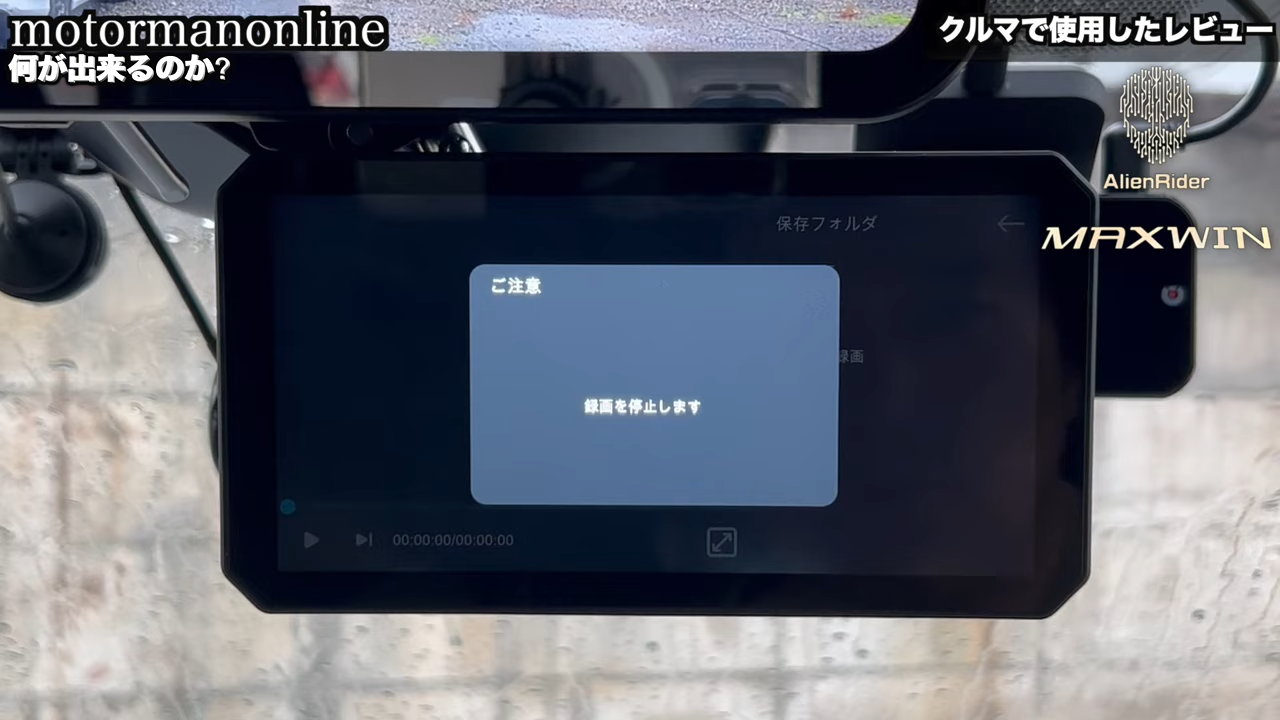 motormanonline
何が出来るのか?
クルマで使用したレビュー
AlienRider
MAXWIN
保存フォルダ
ご注意
録画
録画を停止します
00:00:00/00:00:00